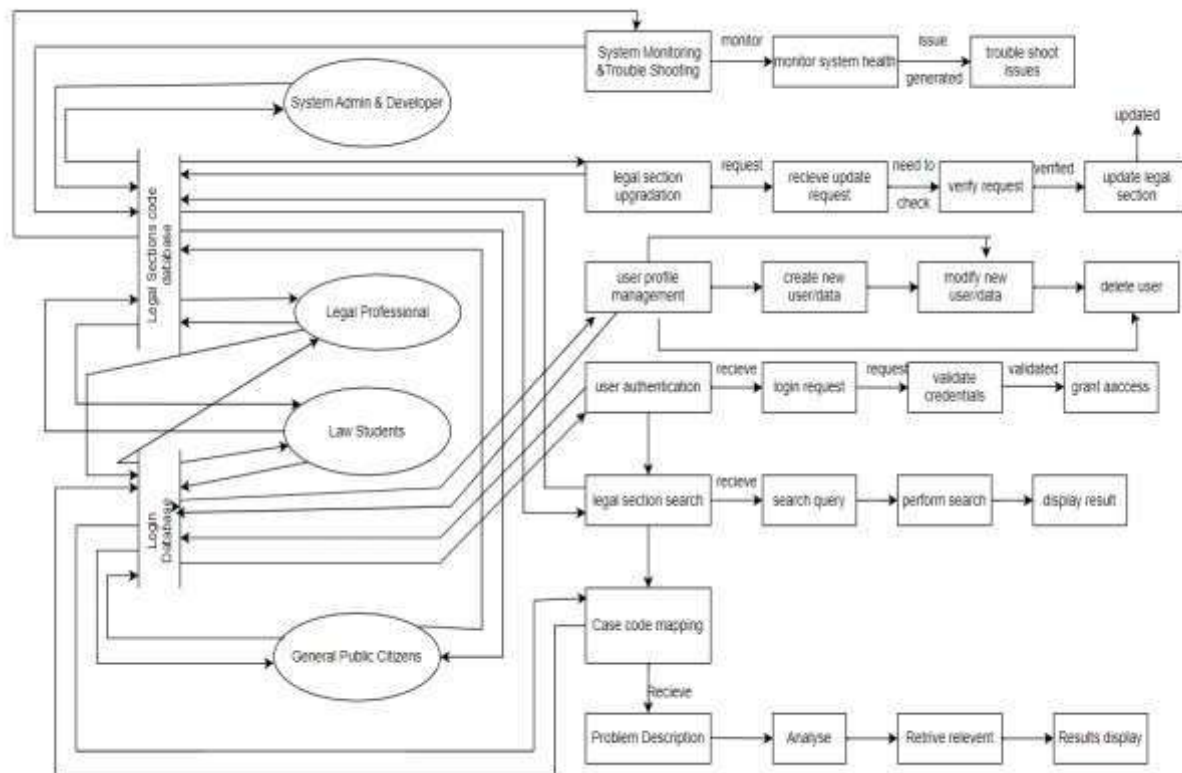 System Monitoring
&Trouble Shooting
monitor
monitor system health
issue
generated
trouble shoot
issues
System Admin & Developer
updated
legal section
upgradation
request
recieve update
request
need to
check
verify request
verified
update legal
section
Legal Sections code
database
user profile
management
create new
user/data
modify new
user/data
delete user
Legal Professional
user authentication
recieve
login request
request
validate
credentials
validated
grant aaccess
Law Students
legal section search
recieve
search query
perform search
display result
Login
Database
Case code mapping
General Public Citizens
Recieve
Problem Description
Analyse
Retrive relevent
Results display